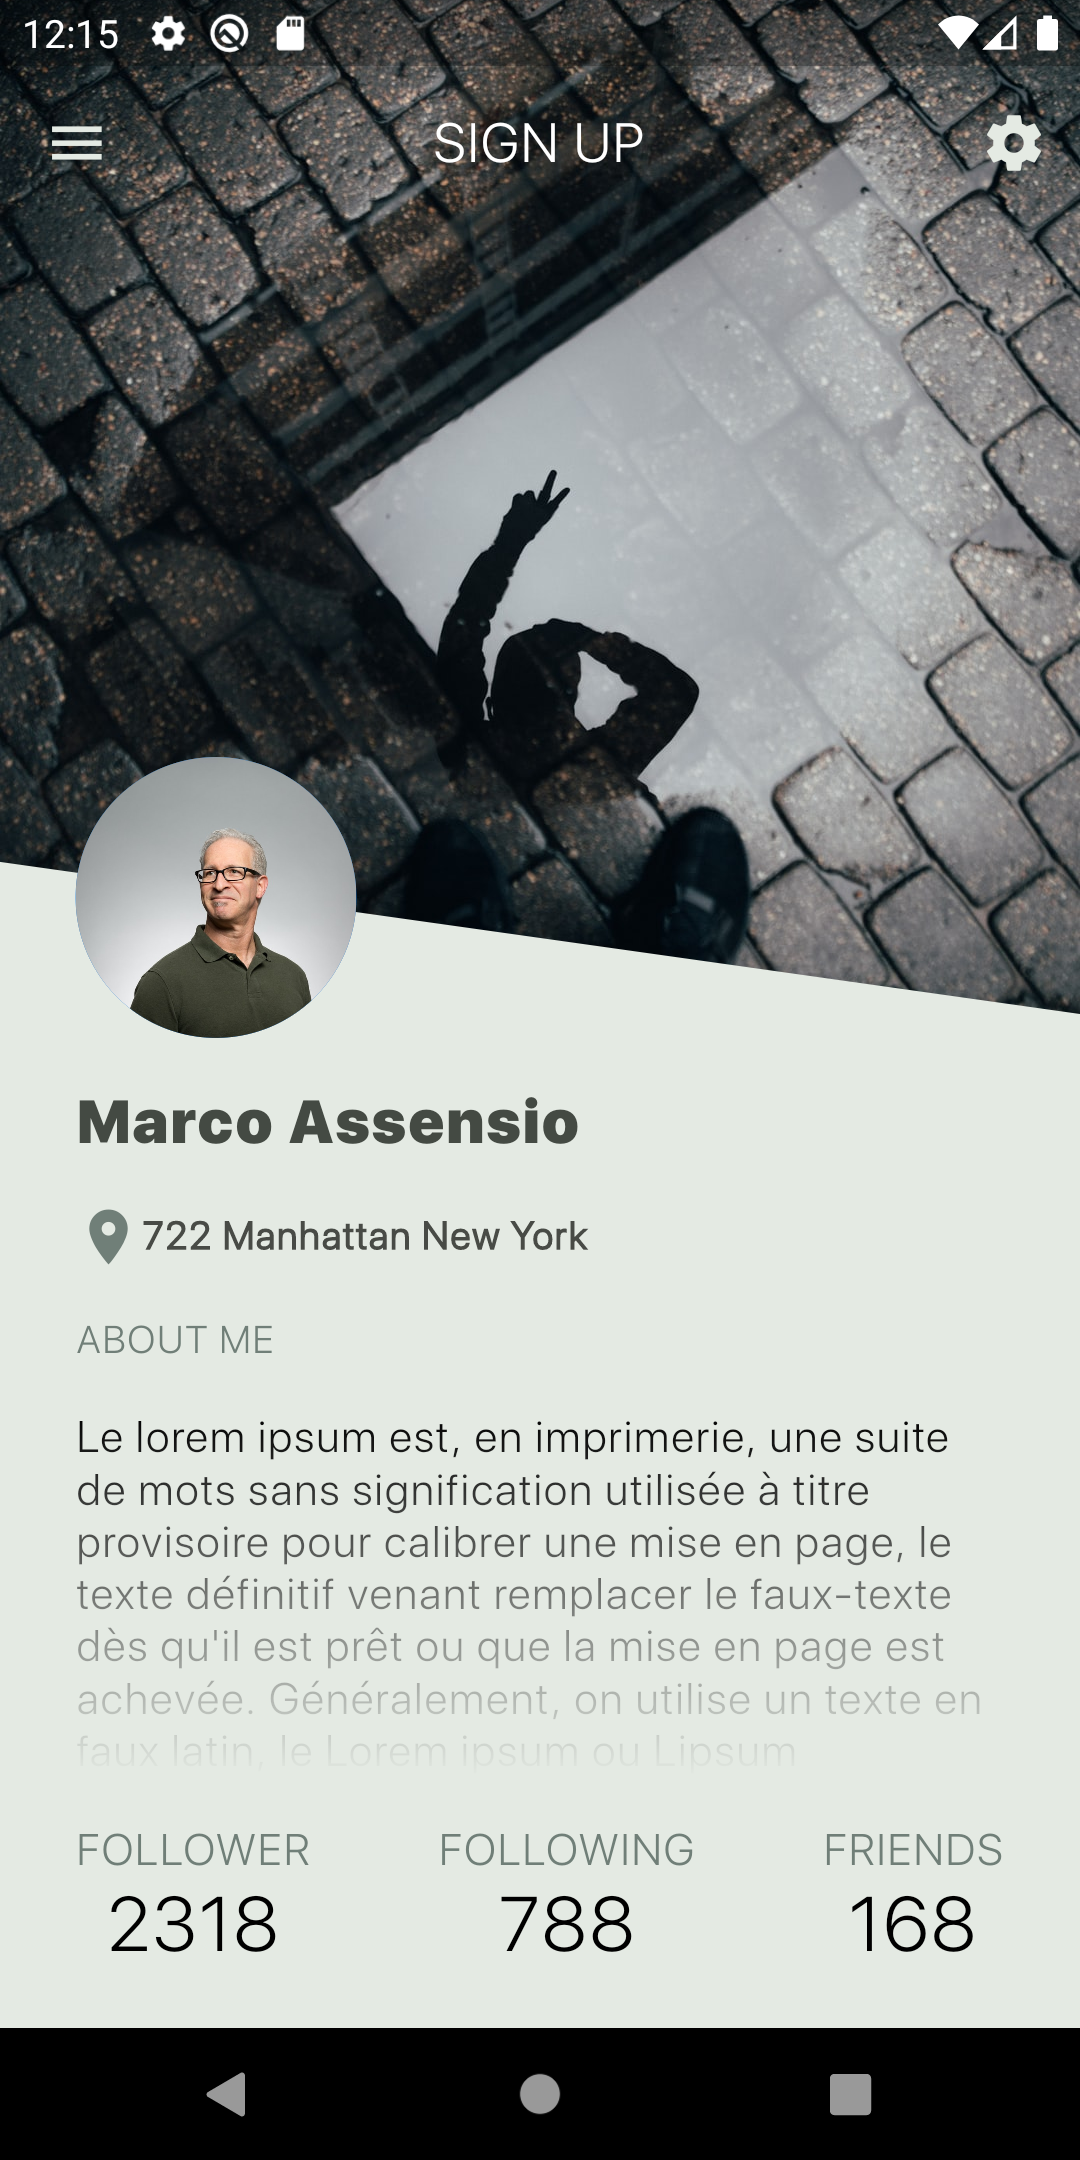 12:15
SIGN UP
Marco Assensio
722 Manhattan New York
ABOUT ME
Le lorem ipsum est, en imprimerie, une suite
de mots sans signification utilisée à titre
provisoire pour calibrer une mise en page, le
texte définitif venant remplacer le faux-texte
dès qu'il est prêt ou que la mise en page est
achevée. Généralement, on utilise un texte en
faux latin, le Lorem ipsum ou Lipsum
FOLLOWER FOLLOWING FRIENDS
2318 788 168